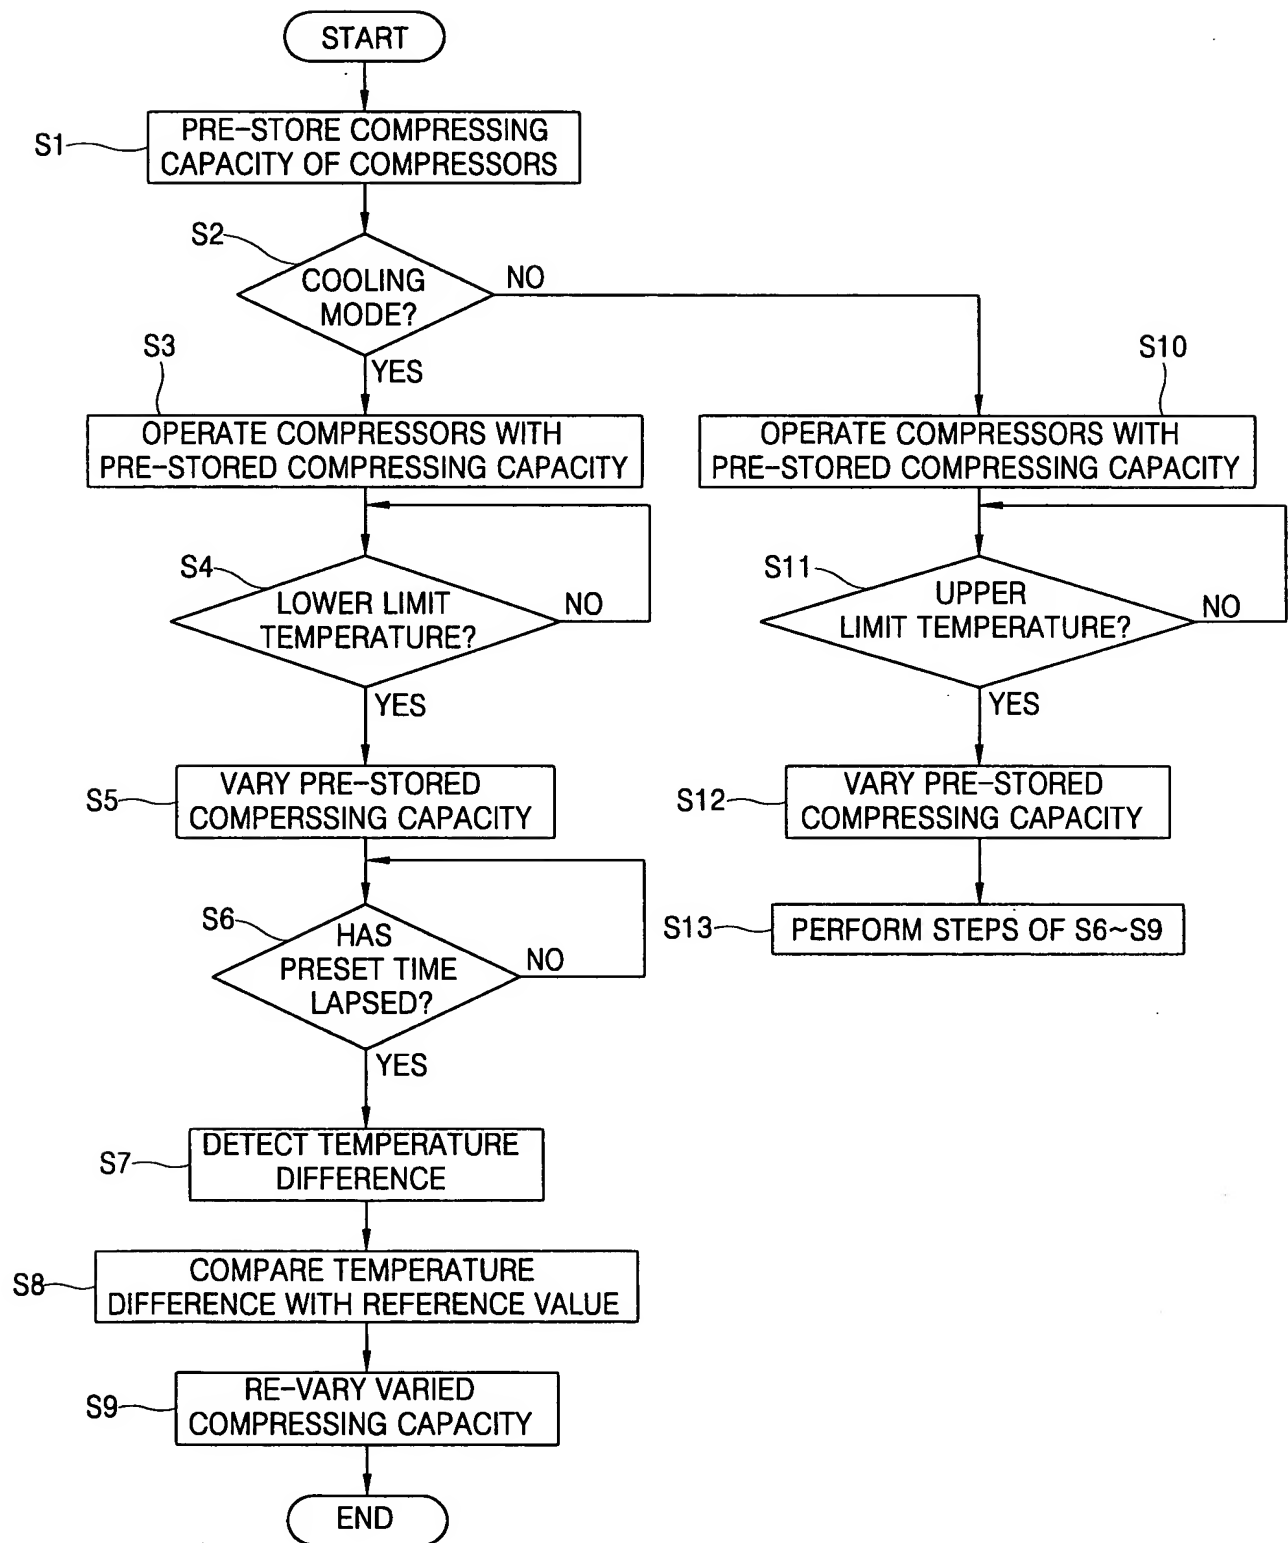 START
S1
PRE-STORE COMPRESSING
CAPACITY OF COMPRESSORS
S2
COOLING
MODE?
NO
YES
S3
OPERATE COMPRESSORS WITH
PRE-STORED COMPRESSING CAPACITY
S10
OPERATE COMPRESSORS WITH
PRE-STORED COMPRESSING CAPACITY
S4
LOWER LIMIT
TEMPERATURE?
NO
YES
S11
UPPER
LIMIT TEMPERATURE?
NO
YES
S5
VARY PRE-STORED
COMPERSSING CAPACITY
S12
VARY PRE-STORED
COMPRESSING CAPACITY
S6
HAS
PRESET TIME
LAPSED?
NO
YES
S13
PERFORM STEPS OF S6~S9
S7
DETECT TEMPERATURE
DIFFERENCE
S8
COMPARE TEMPERATURE
DIFFERENCE WITH REFERENCE VALUE
S9
RE-VARY VARIED
COMPRESSING CAPACITY
END